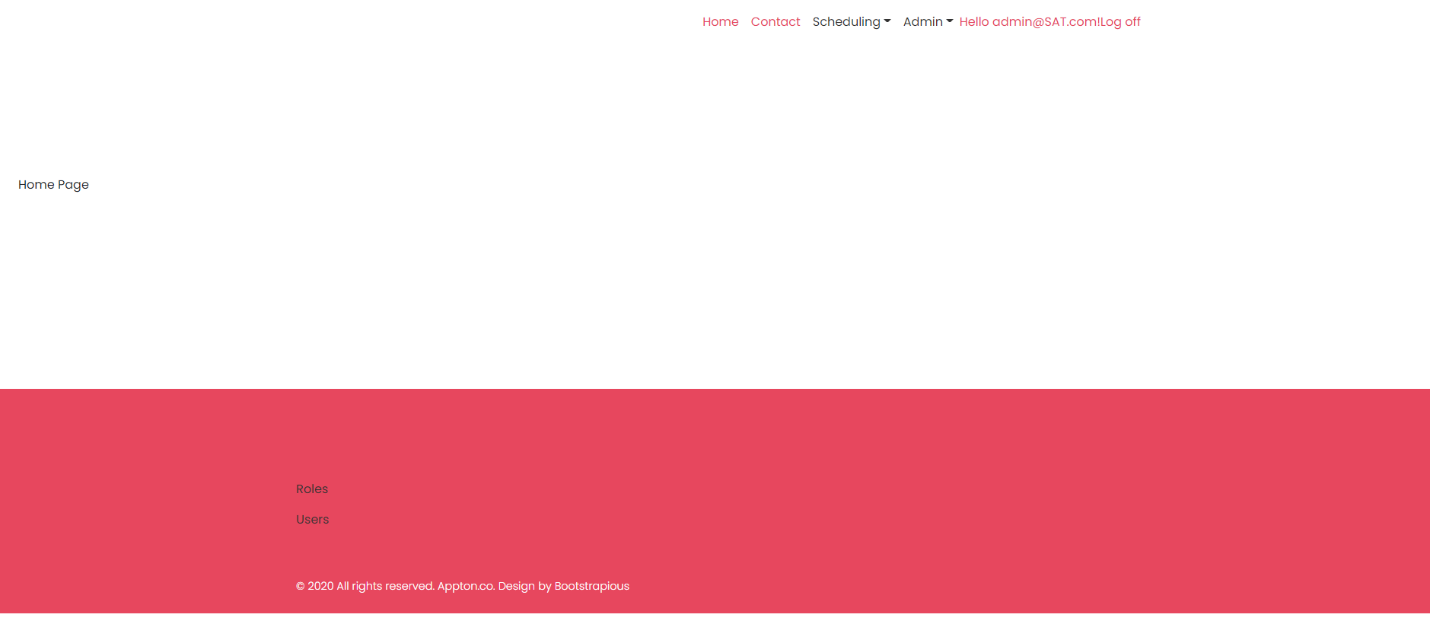 Home Contact Scheduling Admin Hello admin@SAT.com!Log off
Home Page
Roles
Users
© 2020 All rights reserved. Appton.co. Design by Bootstrapious